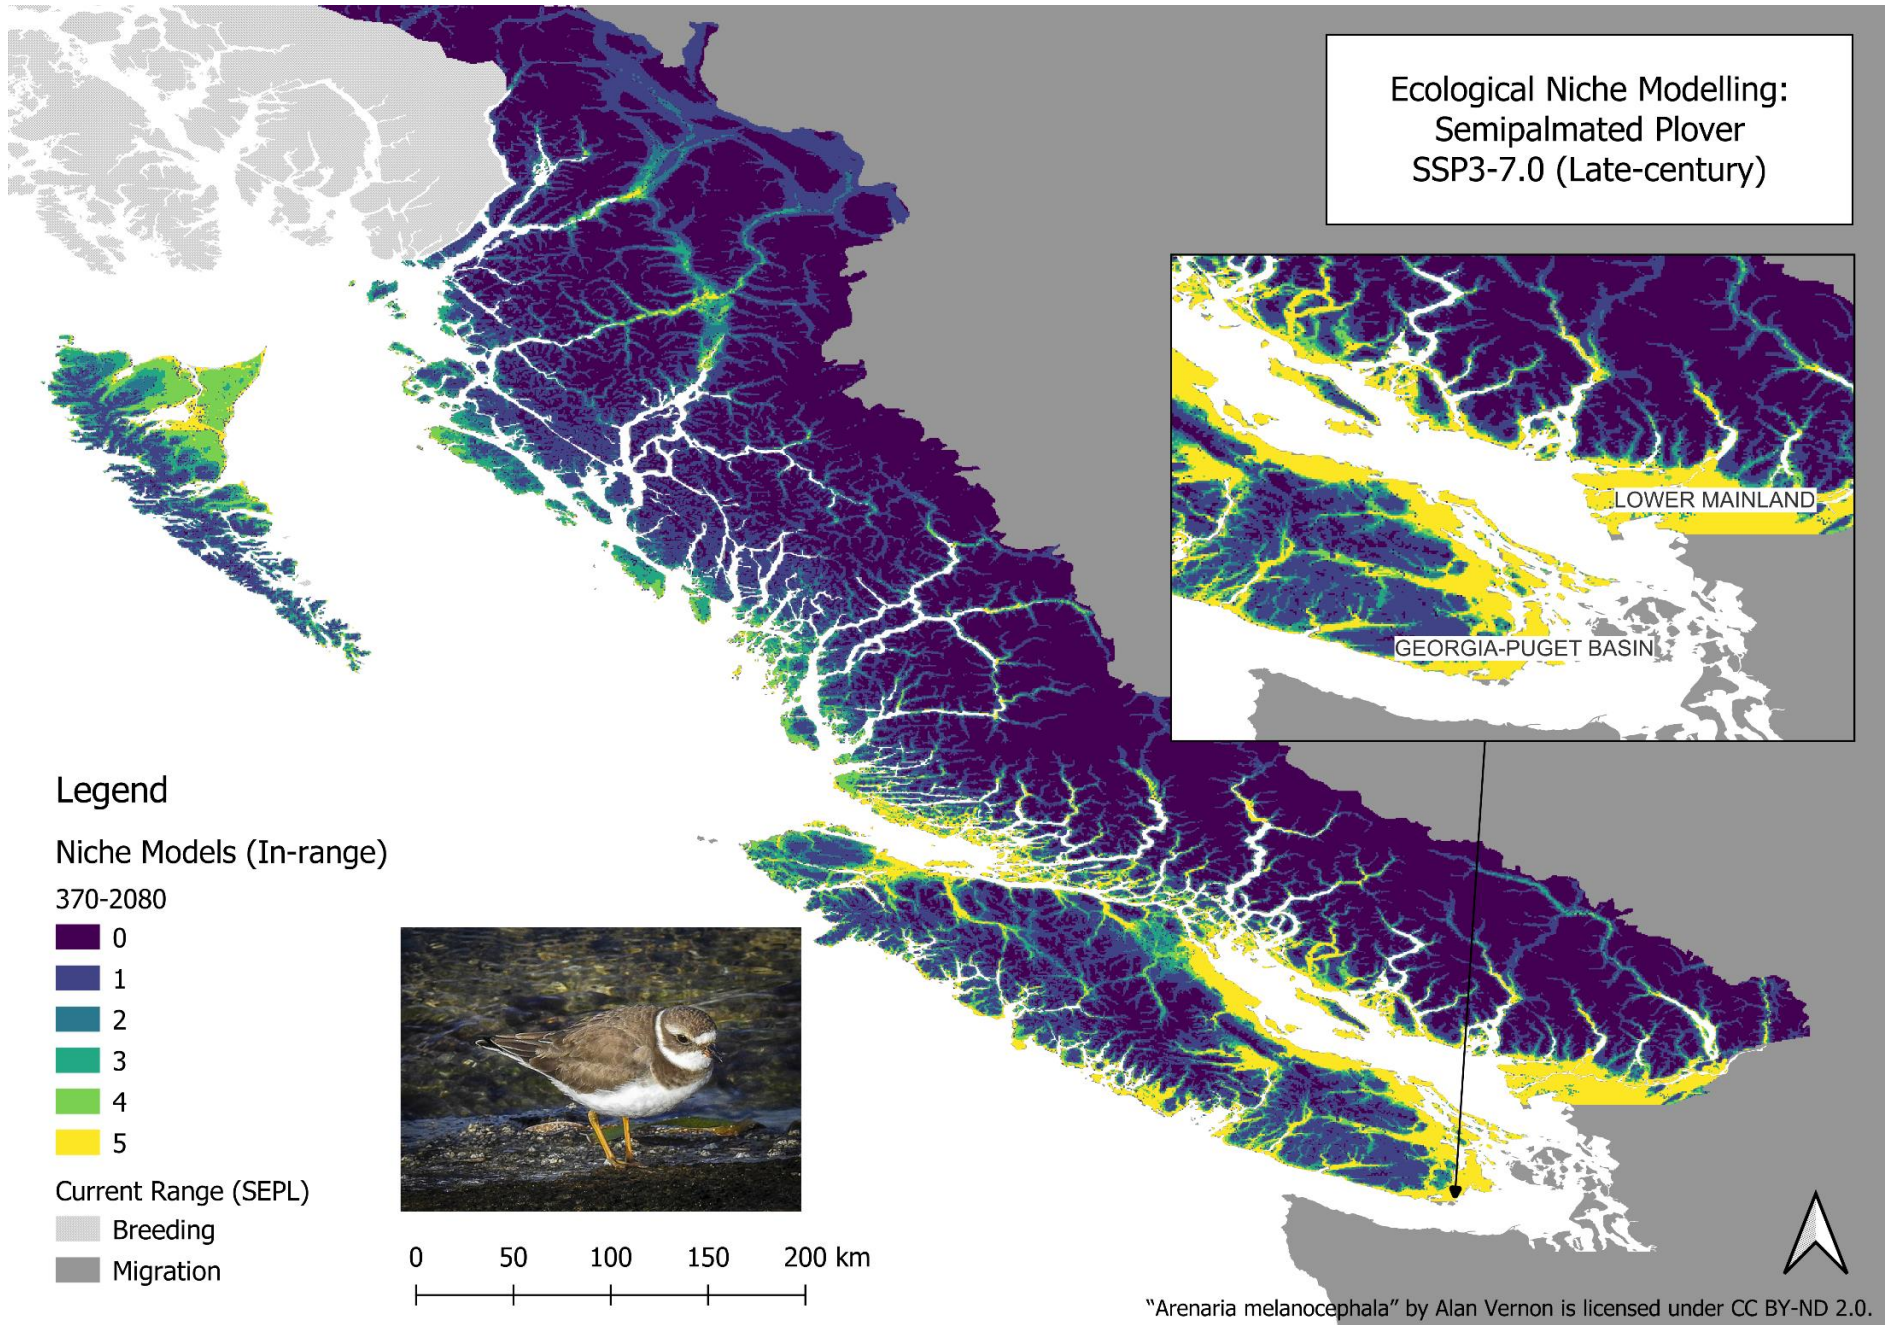 Ecological Niche Modelling:
Semipalmated Plover
SSP3-7.0 (Late-century)
LOWER MAINLAND
GEORGIA-PUGET BASIN
Legend
Niche Models (In-range)
370-2080
0
1
2
3
4
5
Current Range (SEPL)
Breeding
Migration
0 50 100 150 200 km
“Arenaria melanocephala” by Alan Vernon is licensed under CC BY-ND 2.0.